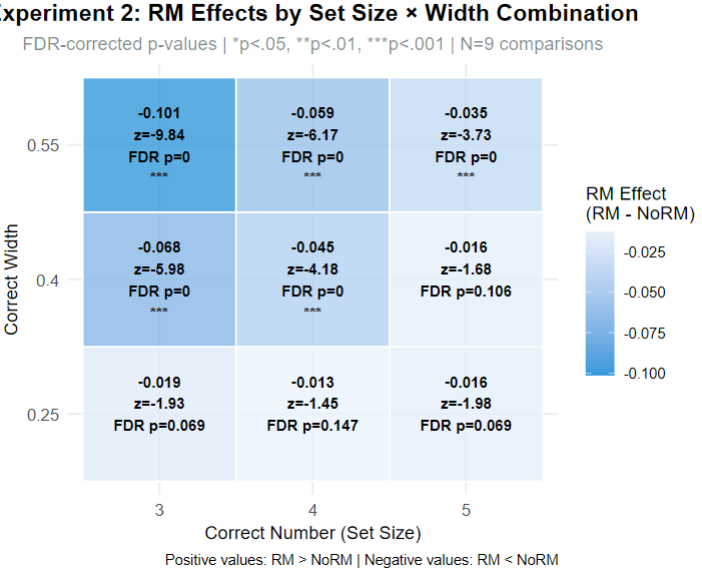 xperiment 2: RM Effects by Set Size × Width Combination
FDR-corrected p-values | *p<.05, **p<.01, ***p<.001 | N=9 comparisons
-0.101
z=-9.84
FDR p=0
***
-0.059
z=-6.17
FDR p=0
***
-0.035
z=-3.73
FDR p=0
***
0.55
-0.068
z=-5.98
FDR p=0
***
-0.045
z=-4.18
FDR p=0
***
-0.016
z=-1.68
FDR p=0.106
0.4
-0.019
z=-1.93
FDR p=0.069
-0.013
z=-1.45
FDR p=0.147
-0.016
z=-1.98
FDR p=0.069
0.25
Correct Width
3
4
5
Correct Number (Set Size)
Positive values: RM > NoRM | Negative values: RM < NoRM
RM Effect
(RM - NoRM)
-0.025
-0.050
-0.075
-0.100